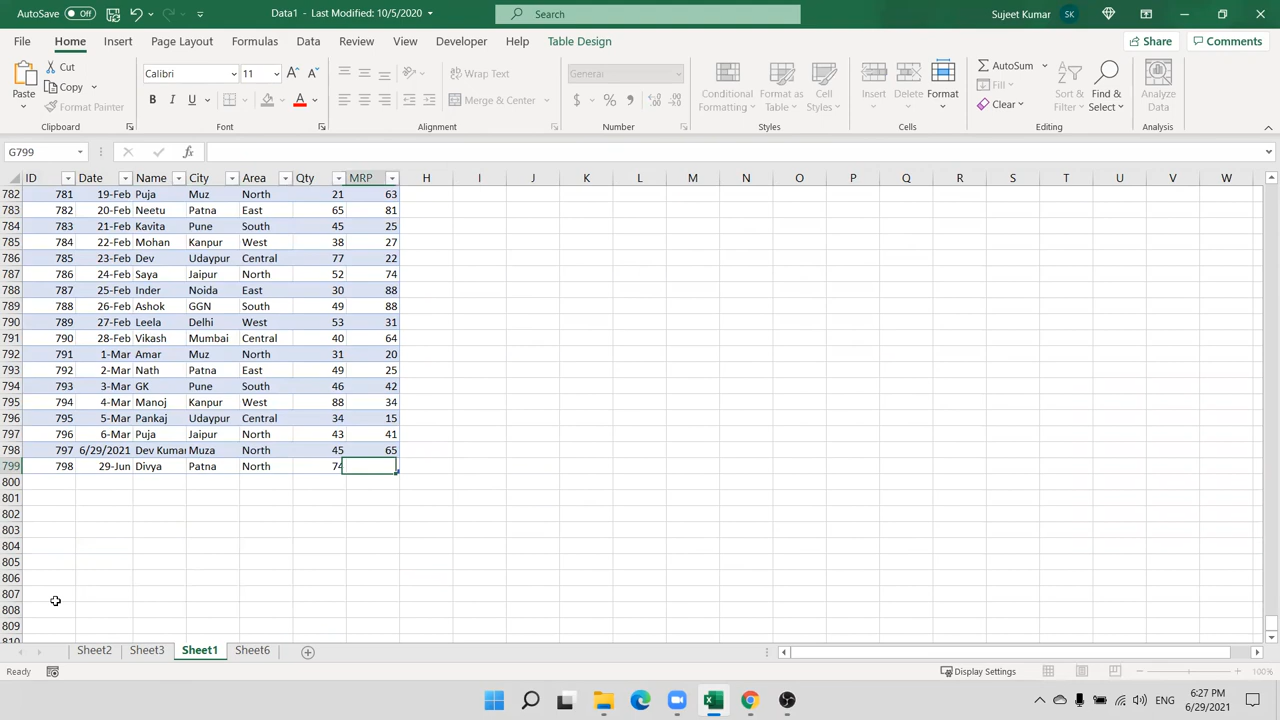 AutoSave Off Data1 - Last Modified: 10/5/2020 Search Sujeet Kumar SK
File Home Insert Page Layout Formulas Data Review View Developer Help Table Design Share Comments
Paste Cut Copy Format Painter Clipboard
Calibri 11 B I U A Font
Wrap Text Merge & Center Alignment
General $ % Number
Conditional Formatting Format as Table Cell Styles Styles
Insert Delete Format Cells
AutoSum Fill Clear Sort & Filter Find & Select Editing
Analyze Data Analysis
G799 fx
ID Date Name City Area Qty MRP H I J K L M N O P Q R S T U V W
782 781 19-Feb Puja Muz North 21 63
783 782 20-Feb Neetu Patna East 65 81
784 783 21-Feb Kavita Pune South 45 25
785 784 22-Feb Mohan Kanpur West 38 27
786 785 23-Feb Dev Udaypur Central 77 22
787 786 24-Feb Saya Jaipur North 52 74
788 787 25-Feb Inder Noida East 30 88
789 788 26-Feb Ashok GGN South 49 88
790 789 27-Feb Leela Delhi West 53 31
791 790 28-Feb Vikash Mumbai Central 40 64
792 791 1-Mar Amar Muz North 31 20
793 792 2-Mar Nath Patna East 49 25
794 793 3-Mar GK Pune South 46 42
795 794 4-Mar Manoj Kanpur West 88 34
796 795 5-Mar Pankaj Udaypur Central 34 15
797 796 6-Mar Puja Jaipur North 43 41
798 797 6/29/2021 Dev Kumar Muza North 45 65
799 798 29-Jun Divya Patna North 74
800
801
802
803
804
805
806
807
808
809
810
Sheet2 Sheet3 Sheet1 Sheet6
Ready Display Settings 100%
ENG 6:27 PM
6/29/2021